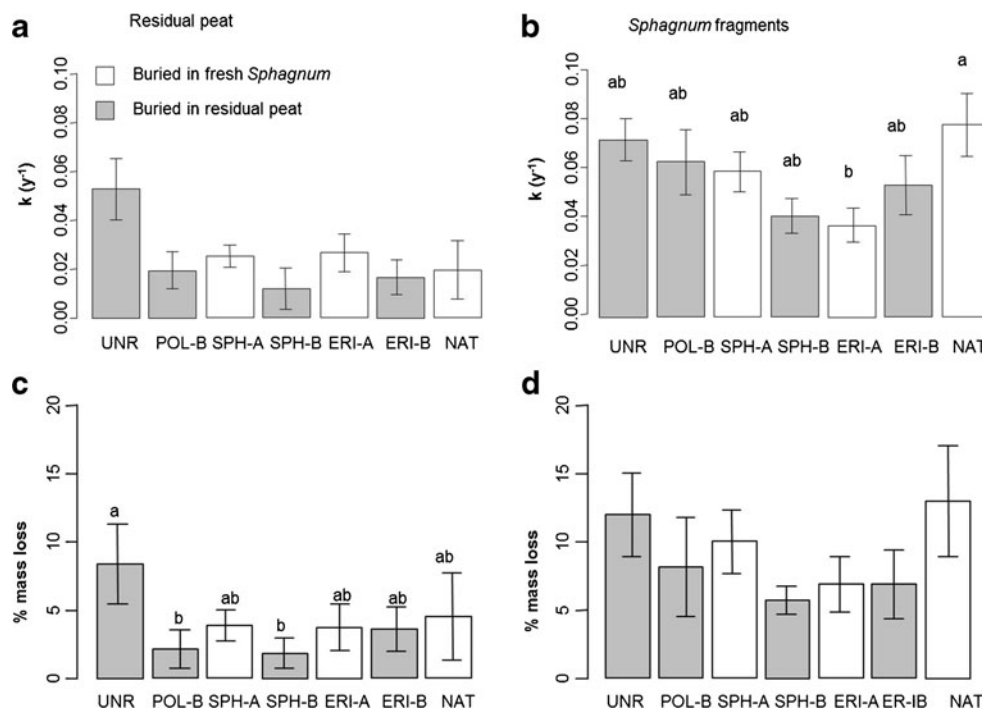 a
Residual peat
Buried in fresh Sphagnum
Buried in residual peat
k (y⁻¹)
0.10
0.08
0.06
0.04
0.02
0.00
UNR POL-B SPH-A SPH-B ERI-A ERI-B NAT
b
Sphagnum fragments
k (y⁻¹)
0.10
0.08
0.06
0.04
0.02
0.00
ab ab ab ab b ab a
UNR POL-B SPH-A SPH-B ERI-A ERI-B NAT
c
% mass loss
20
15
10
5
0
a b ab b ab ab ab
UNR POL-B SPH-A SPH-B ERI-A ERI-B NAT
d
% mass loss
20
15
10
5
0
UNR POL-B SPH-A SPH-B ERI-A ER-IB NAT